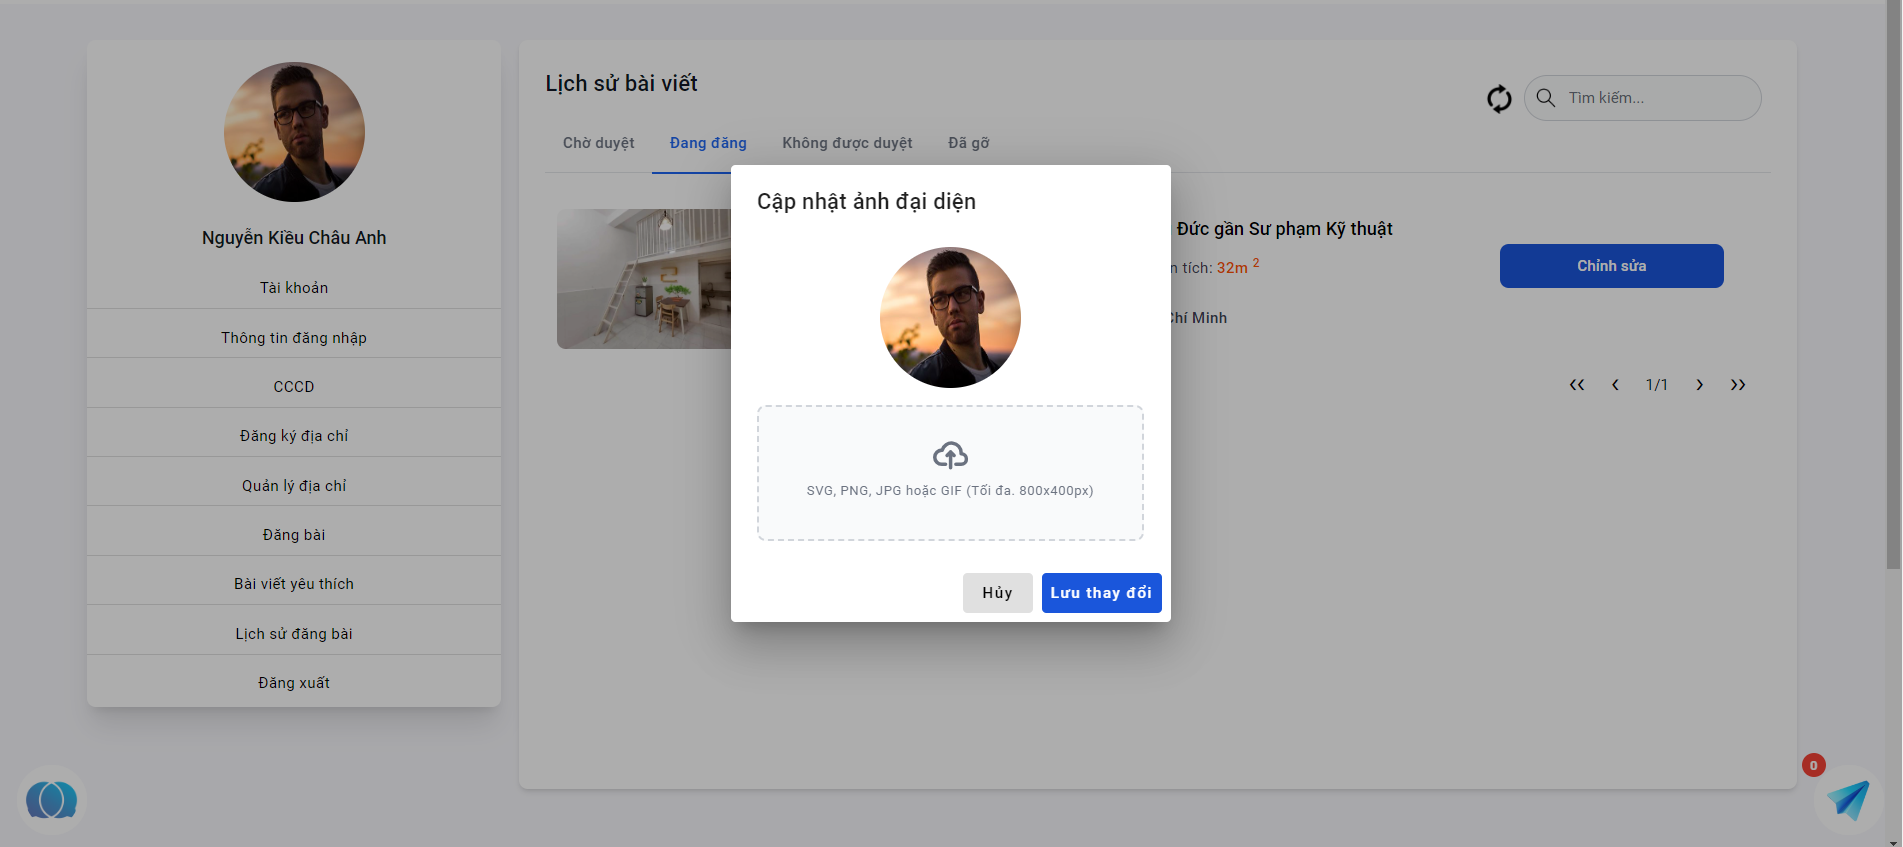 Nguyễn Kiều Châu Anh
Tài khoản
Thông tin đăng nhập
CCCD
Đăng ký địa chỉ
Quản lý địa chỉ
Đăng bài
Bài viết yêu thích
Lịch sử đăng bài
Đăng xuất
Lịch sử bài viết
Tìm kiếm...
Chờ duyệt Đang đăng Không được duyệt Đã gỡ
Đức gần Sư phạm Kỹ thuật
tích: 32m 2
Chí Minh
Chỉnh sửa
1/1
Cập nhật ảnh đại diện
SVG, PNG, JPG hoặc GIF (Tối đa. 800x400px)
Hủy Lưu thay đổi
0